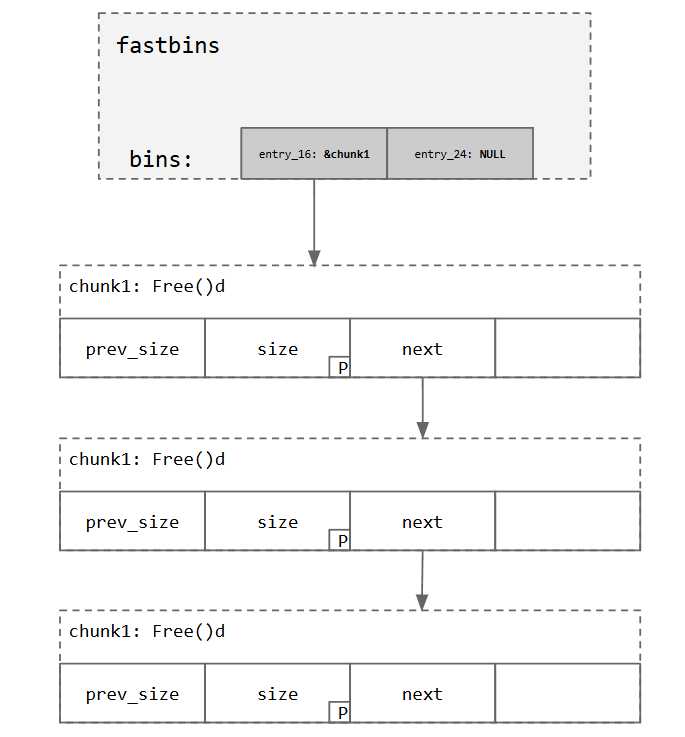 fastbins
bins: entry_16: &chunk1 entry_24: NULL
chunk1: Free()d
prev_size size P next
chunk1: Free()d
prev_size size P next
chunk1: Free()d
prev_size size P next